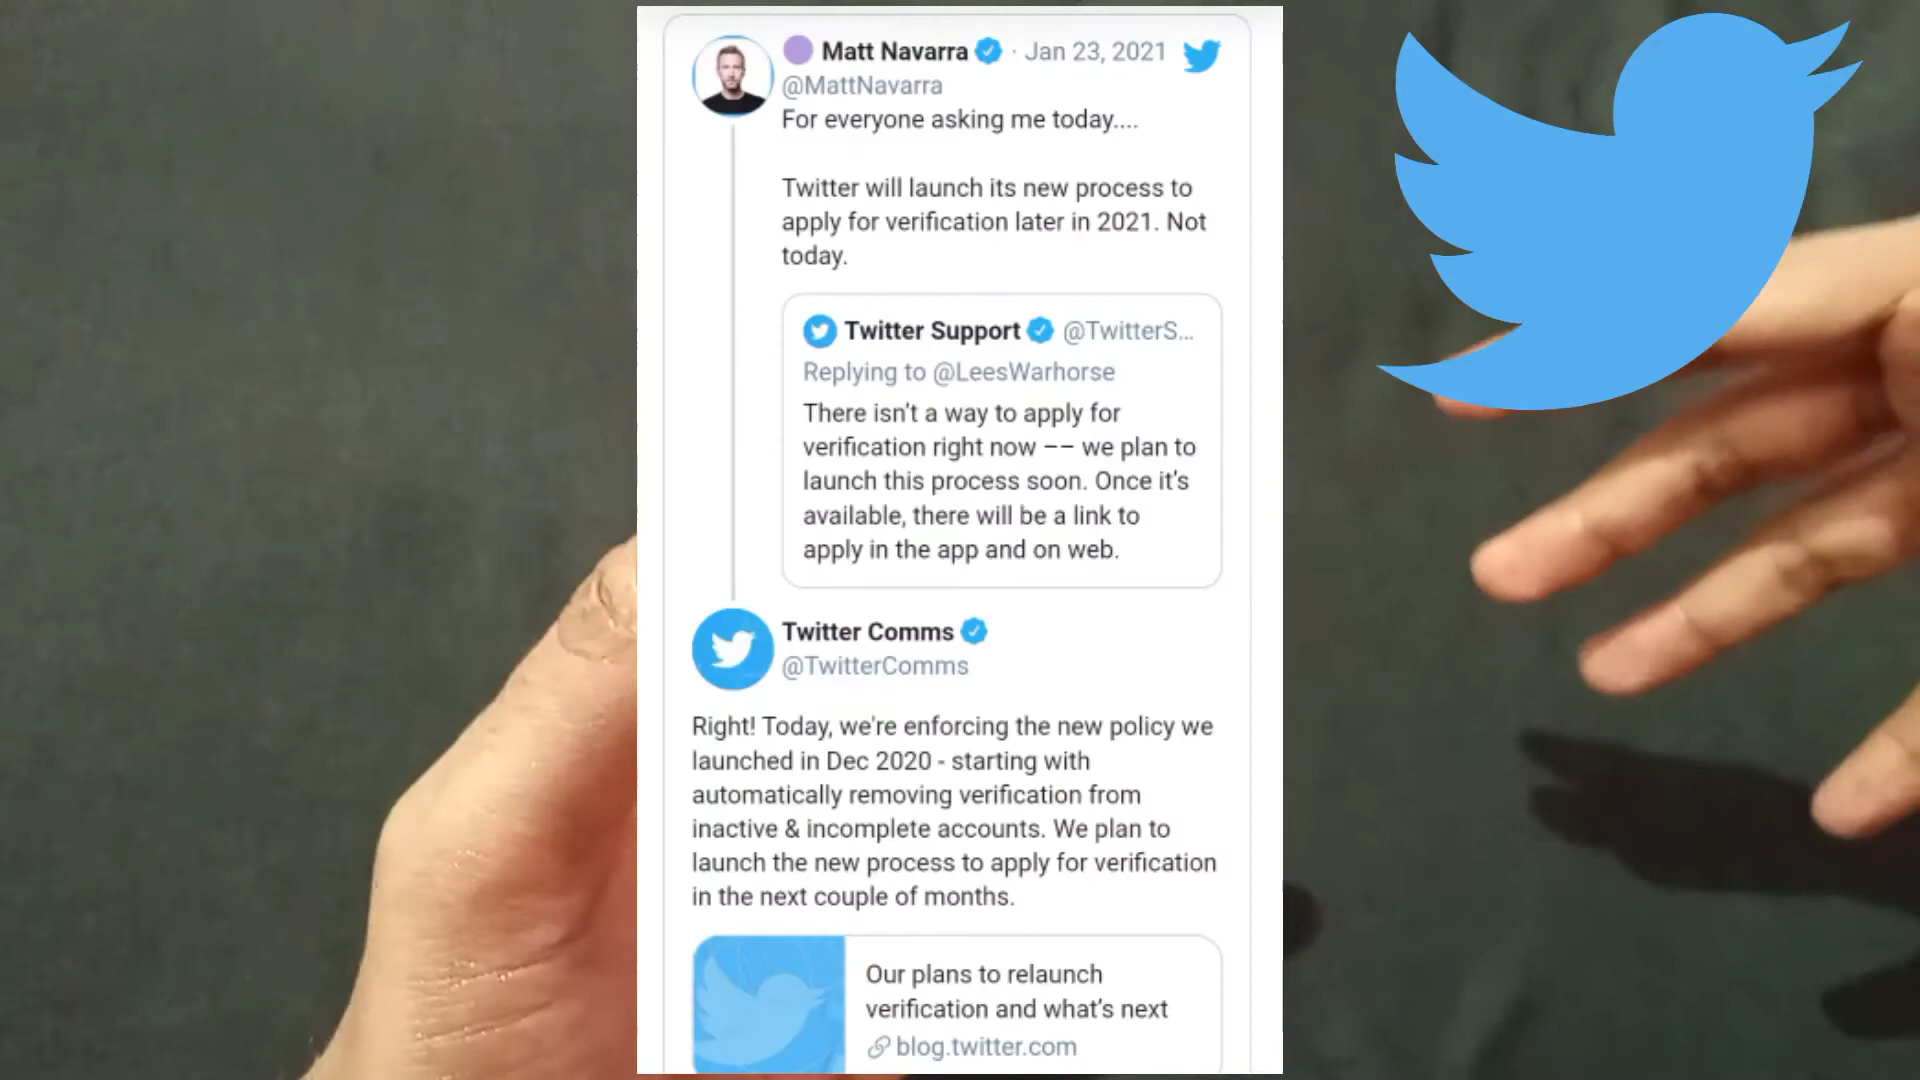 Matt Navarra · Jan 23, 2021
@MattNavarra
For everyone asking me today....
Twitter will launch its new process to
apply for verification later in 2021. Not
today.
Twitter Support @TwitterS...
Replying to @LeesWarhorse
There isn't a way to apply for
verification right now –– we plan to
launch this process soon. Once it's
available, there will be a link to
apply in the app and on web.
Twitter Comms
@TwitterComms
Right! Today, we're enforcing the new policy we
launched in Dec 2020 - starting with
automatically removing verification from
inactive & incomplete accounts. We plan to
launch the new process to apply for verification
in the next couple of months.
Our plans to relaunch
verification and what's next
blog.twitter.com